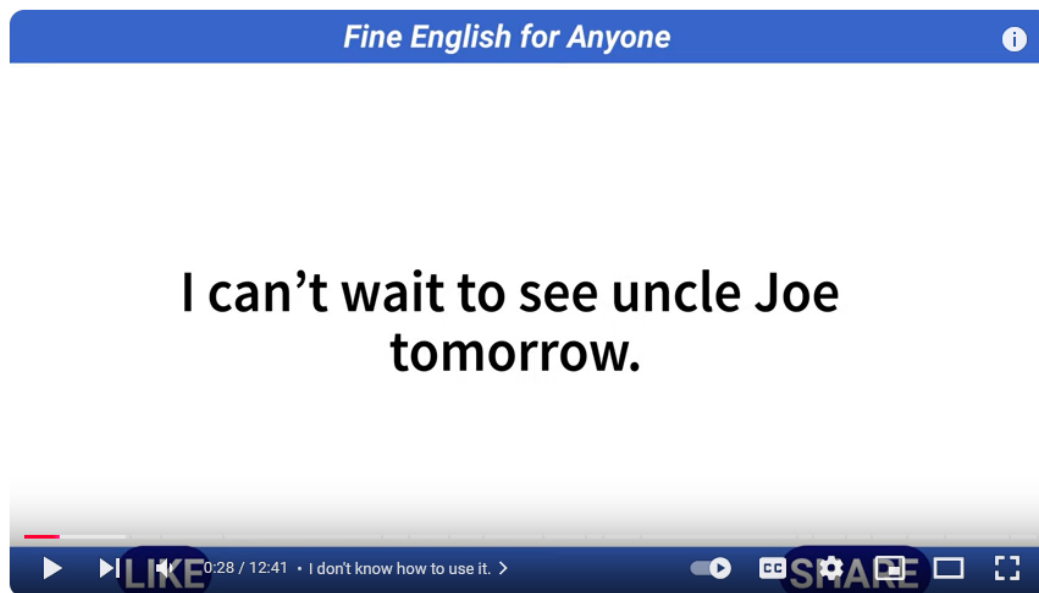 Fine English for Anyone
I can’t wait to see uncle Joe
tomorrow.
LIKE
0:28 / 12:41 • I don't know how to use it.
CC
SHARE